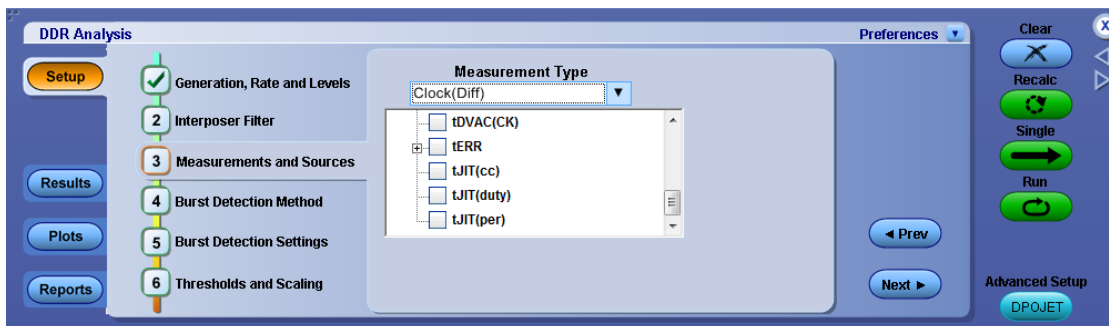 DDR Analysis
Preferences
Setup
Results
Plots
Reports
Generation, Rate and Levels
2 Interposer Filter
3 Measurements and Sources
4 Burst Detection Method
5 Burst Detection Settings
6 Thresholds and Scaling
Measurement Type
Clock(Diff)
tDVAC(CK)
tERR
tJIT(cc)
tJIT(duty)
tJIT(per)
◄ Prev
Next ►
Clear
X
Recalc
Single
Run
Advanced Setup
DPOJET